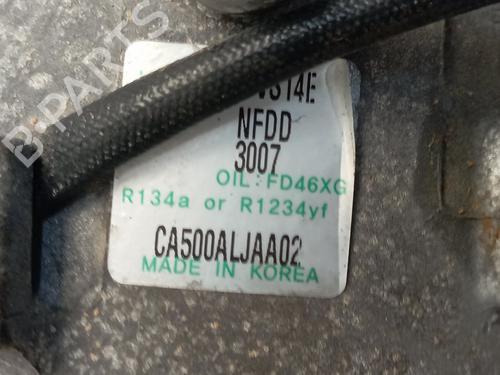 VS14E
NFDD
3007
OIL : FD46XG
R134a or R1234yf
CA500ALJAA02
MADE IN KOREA
B-PARTS